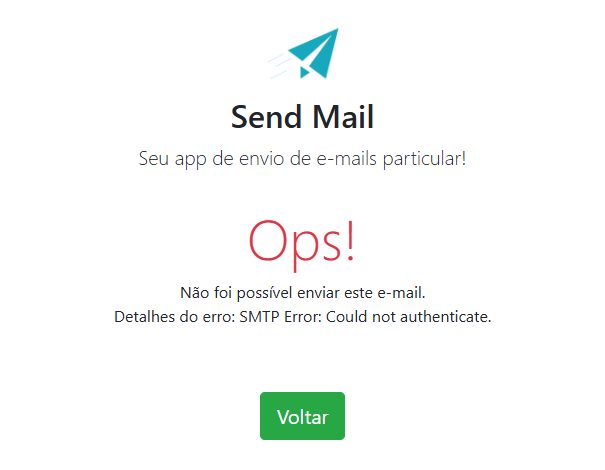 Send Mail
Seu app de envio de e-mails particular!
Ops!
Não foi possível enviar este e-mail.
Detalhes do erro: SMTP Error: Could not authenticate.
Voltar